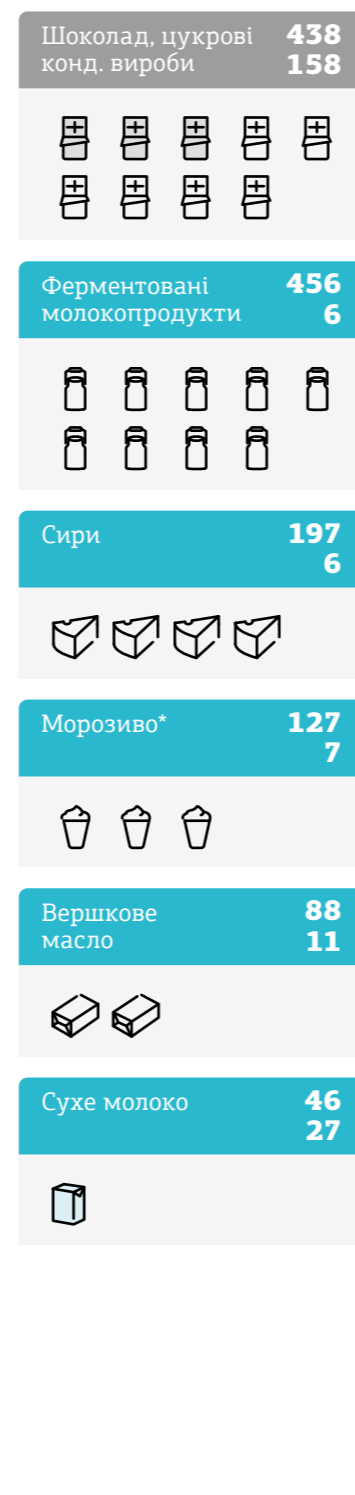 Шоколад, цукрові 438
конд. вироби 158
Ферментовані 456
молокопродукти 6
Сири 197
6
Морозиво* 127
7
Вершкове 88
масло 11
Сухе молоко 46
27